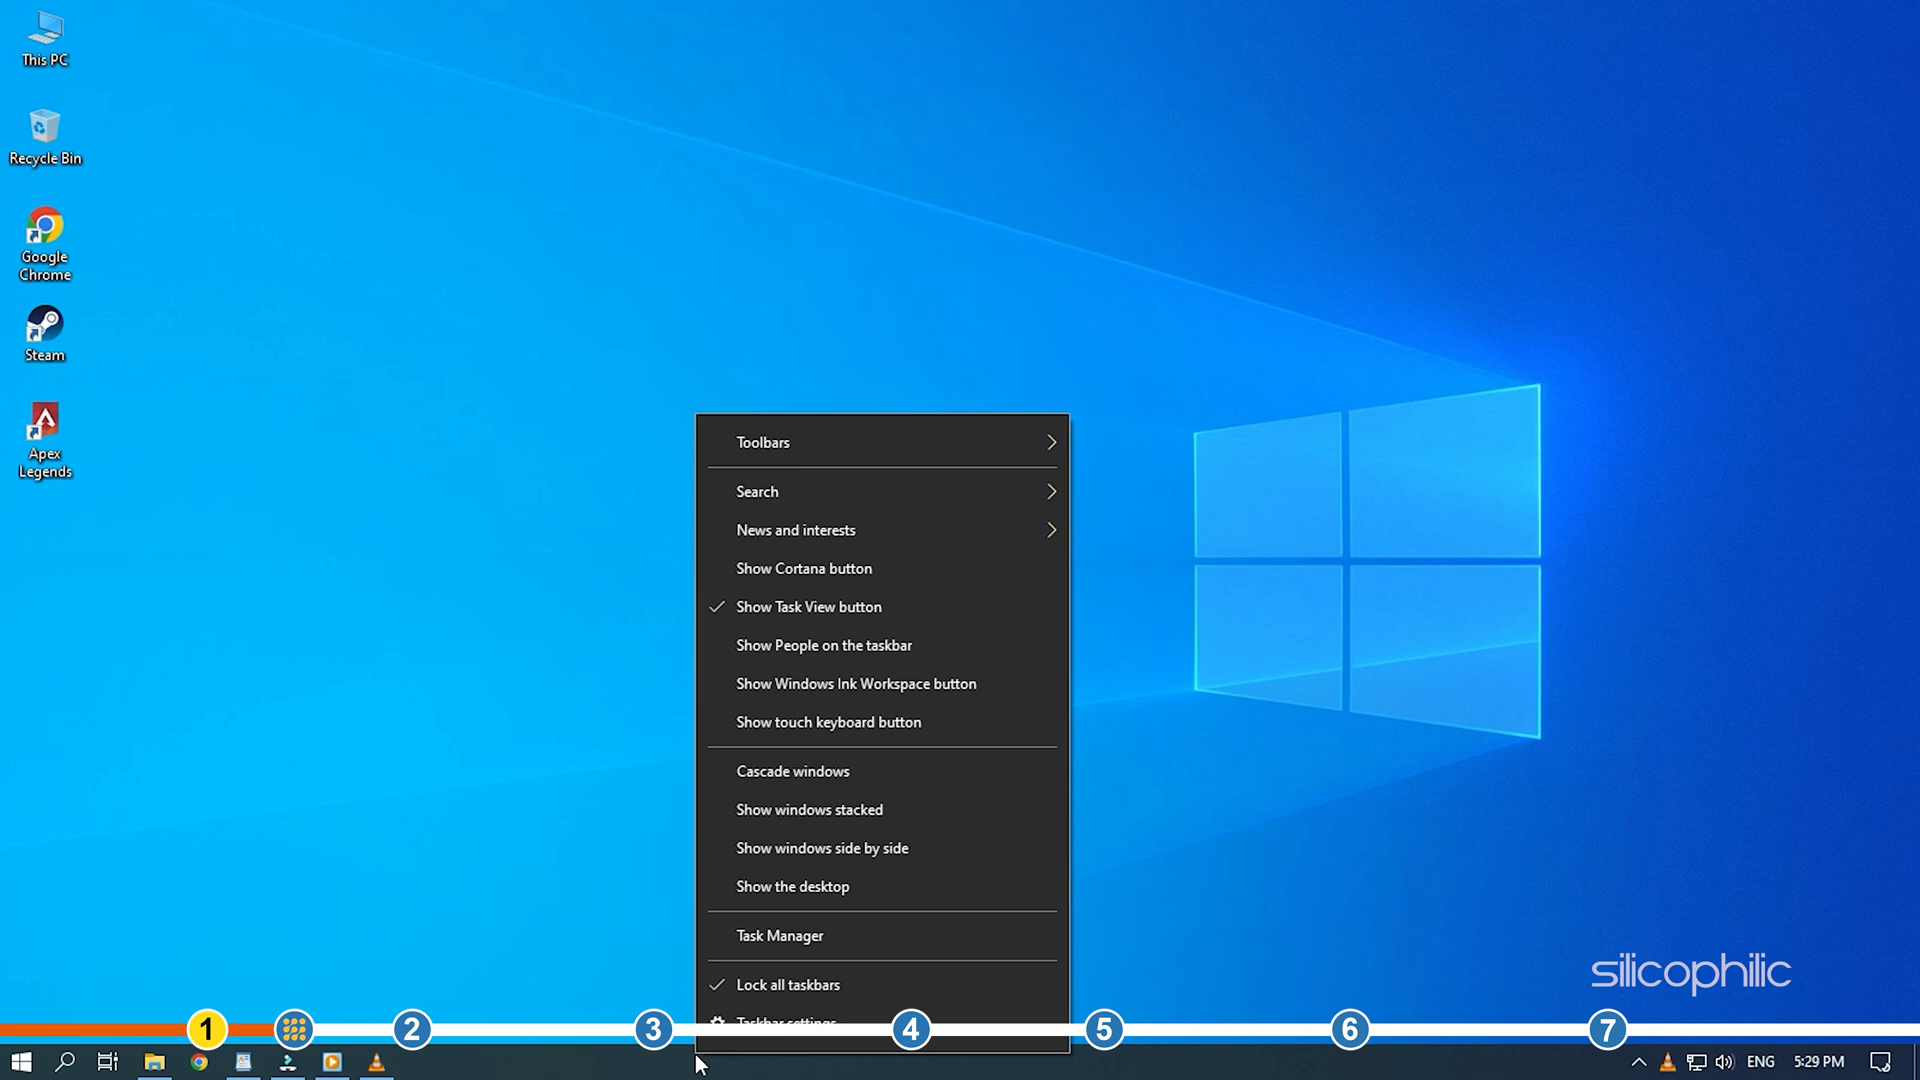 This PC
Recycle Bin
Google
Chrome
Steam
Apex
Legends
Toolbars
Search
News and interests
Show Cortana button
Show Task View button
Show People on the taskbar
Show Windows Ink Workspace button
Show touch keyboard button
Cascade windows
Show windows stacked
Show windows side by side
Show the desktop
Task Manager
Lock all taskbars
Taskbar settings
silicophilic
1 2 3 4 5 6 7
ENG 5:29 PM